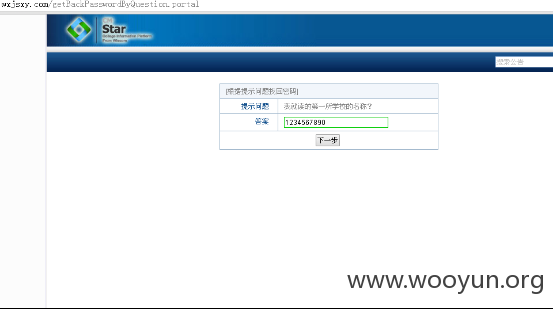 wxjsxy.com/getBackPasswordByQuestion.portal
Star
搜索公告
[根据提示问题找回密码]
提示问题 我就读的第一所学校的名称？
答案 1234567890
下一步
www.wooyun.org